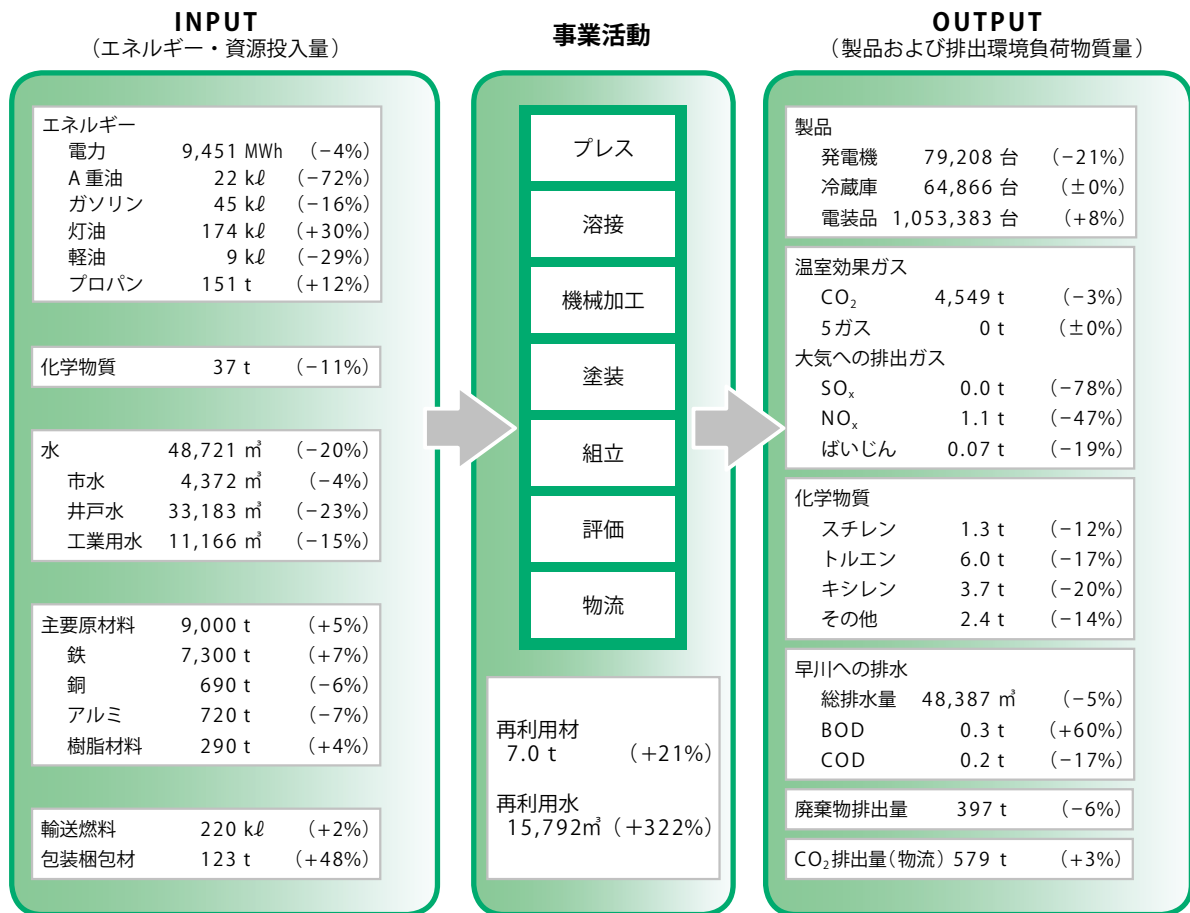 INPUT
（エネルギー・資源投入量）
エネルギー
電力 9,451 MWh （−4%）
A 重油 22 kℓ （−72%）
ガソリン 45 kℓ （−16%）
灯油 174 kℓ （+30%）
軽油 9 kℓ （−29%）
プロパン 151 t （+12%）
化学物質 37 t （−11%）
水 48,721 ㎥ （−20%）
市水 4,372 ㎥ （−4%）
井戸水 33,183 ㎥ （−23%）
工業用水 11,166 ㎥ （−15%）
主要原材料 9,000 t （+5%）
鉄 7,300 t （+7%）
銅 690 t （−6%）
アルミ 720 t （−7%）
樹脂材料 290 t （+4%）
輸送燃料 220 kℓ （+2%）
包装梱包材 123 t （+48%）
事業活動
プレス
溶接
機械加工
塗装
組立
評価
物流
再利用材
7.0 t （+21%）
再利用水
15,792㎥（+322%）
OUTPUT
（製品および排出環境負荷物質量）
製品
発電機 79,208 台 （−21%）
冷蔵庫 64,866 台 （±0%）
電装品 1,053,383 台 （+8%）
温室効果ガス
CO₂ 4,549 t （−3%）
5ガス 0 t （±0%）
大気への排出ガス
SOₓ 0.0 t （−78%）
NOₓ 1.1 t （−47%）
ばいじん 0.07 t （−19%）
化学物質
スチレン 1.3 t （−12%）
トルエン 6.0 t （−17%）
キシレン 3.7 t （−20%）
その他 2.4 t （−14%）
早川への排水
総排水量 48,387 ㎥ （−5%）
BOD 0.3 t （+60%）
COD 0.2 t （−17%）
廃棄物排出量 397 t （−6%）
CO₂排出量（物流） 579 t （+3%）